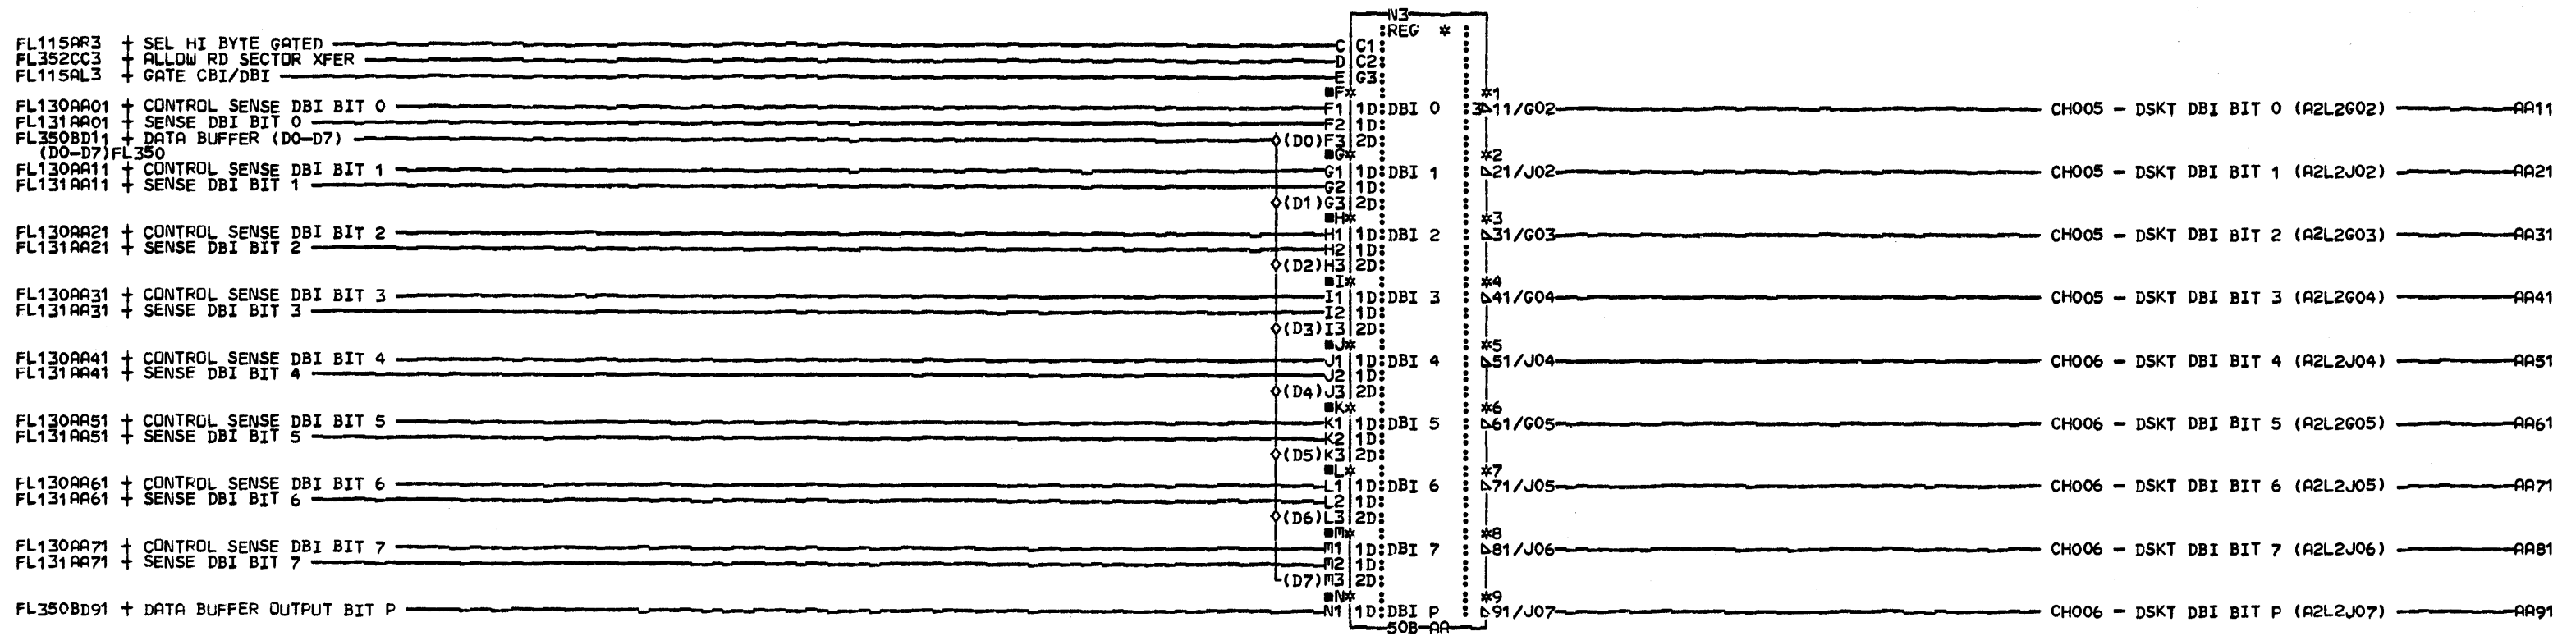 N3
REG *
FL115AR3 + SEL HI BYTE GATED C C1
FL352CC3 + ALLOW RD SECTOR XFER D C2
FL115AL3 + GATE CBI/DBI E G3
■F* *1
FL130AA01 + CONTROL SENSE DBI BIT 0 F1 1D DBI 0 3 11/G02 CH005 - DSKT DBI BIT 0 (A2L2G02) AA11
FL131AA01 + SENSE DBI BIT 0 F2 1D
FL350BD11 + DATA BUFFER (D0-D7) (D0) F3 2D
(D0-D7)FL350
■G* *2
FL130AA11 + CONTROL SENSE DBI BIT 1 G1 1D DBI 1 21/J02 CH005 - DSKT DBI BIT 1 (A2L2J02) AA21
FL131AA11 + SENSE DBI BIT 1 G2 1D
(D1) G3 2D
■H* *3
FL130AA21 + CONTROL SENSE DBI BIT 2 H1 1D DBI 2 31/G03 CH005 - DSKT DBI BIT 2 (A2L2G03) AA31
FL131AA21 + SENSE DBI BIT 2 H2 1D
(D2) H3 2D
■I* *4
FL130AA31 + CONTROL SENSE DBI BIT 3 I1 1D DBI 3 41/G04 CH005 - DSKT DBI BIT 3 (A2L2G04) AA41
FL131AA31 + SENSE DBI BIT 3 I2 1D
(D3) I3 2D
■J* *5
FL130AA41 + CONTROL SENSE DBI BIT 4 J1 1D DBI 4 51/J04 CH006 - DSKT DBI BIT 4 (A2L2J04) AA51
FL131AA41 + SENSE DBI BIT 4 J2 1D
(D4) J3 2D
■K* *6
FL130AA51 + CONTROL SENSE DBI BIT 5 K1 1D DBI 5 61/G05 CH006 - DSKT DBI BIT 5 (A2L2G05) AA61
FL131AA51 + SENSE DBI BIT 5 K2 1D
(D5) K3 2D
■L* *7
FL130AA61 + CONTROL SENSE DBI BIT 6 L1 1D DBI 6 71/J05 CH006 - DSKT DBI BIT 6 (A2L2J05) AA71
FL131AA61 + SENSE DBI BIT 6 L2 1D
(D6) L3 2D
■M* *8
FL130AA71 + CONTROL SENSE DBI BIT 7 M1 1D DBI 7 81/J06 CH006 - DSKT DBI BIT 7 (A2L2J06) AA81
FL131AA71 + SENSE DBI BIT 7 M2 1D
(D7) M3 2D
■N* *9
FL350BD91 + DATA BUFFER OUTPUT BIT P N1 1D DBI P 91/J07 CH006 - DSKT DBI BIT P (A2L2J07) AA91
50B-AA